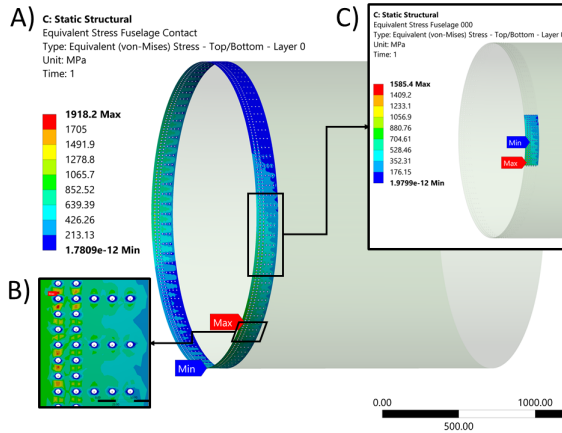 A)
C: Static Structural
Equivalent Stress Fuselage Contact
Type: Equivalent (von-Mises) Stress - Top/Bottom - Layer 0
Unit: MPa
Time: 1
1918.2 Max
1705
1491.9
1278.8
1065.7
852.52
639.39
426.26
213.13
1.7809e-12 Min
Max
Min
B)
C)
C: Static Structural
Equivalent Stress Fuselage 000
Type: Equivalent (von-Mises) Stress - Top/Bottom - Layer 0
Unit: MPa
Time: 1
1585.4 Max
1409.2
1233.1
1056.9
880.76
704.61
528.46
352.31
176.15
1.9799e-12 Min
Min
Max
0.00
1000.00
500.00